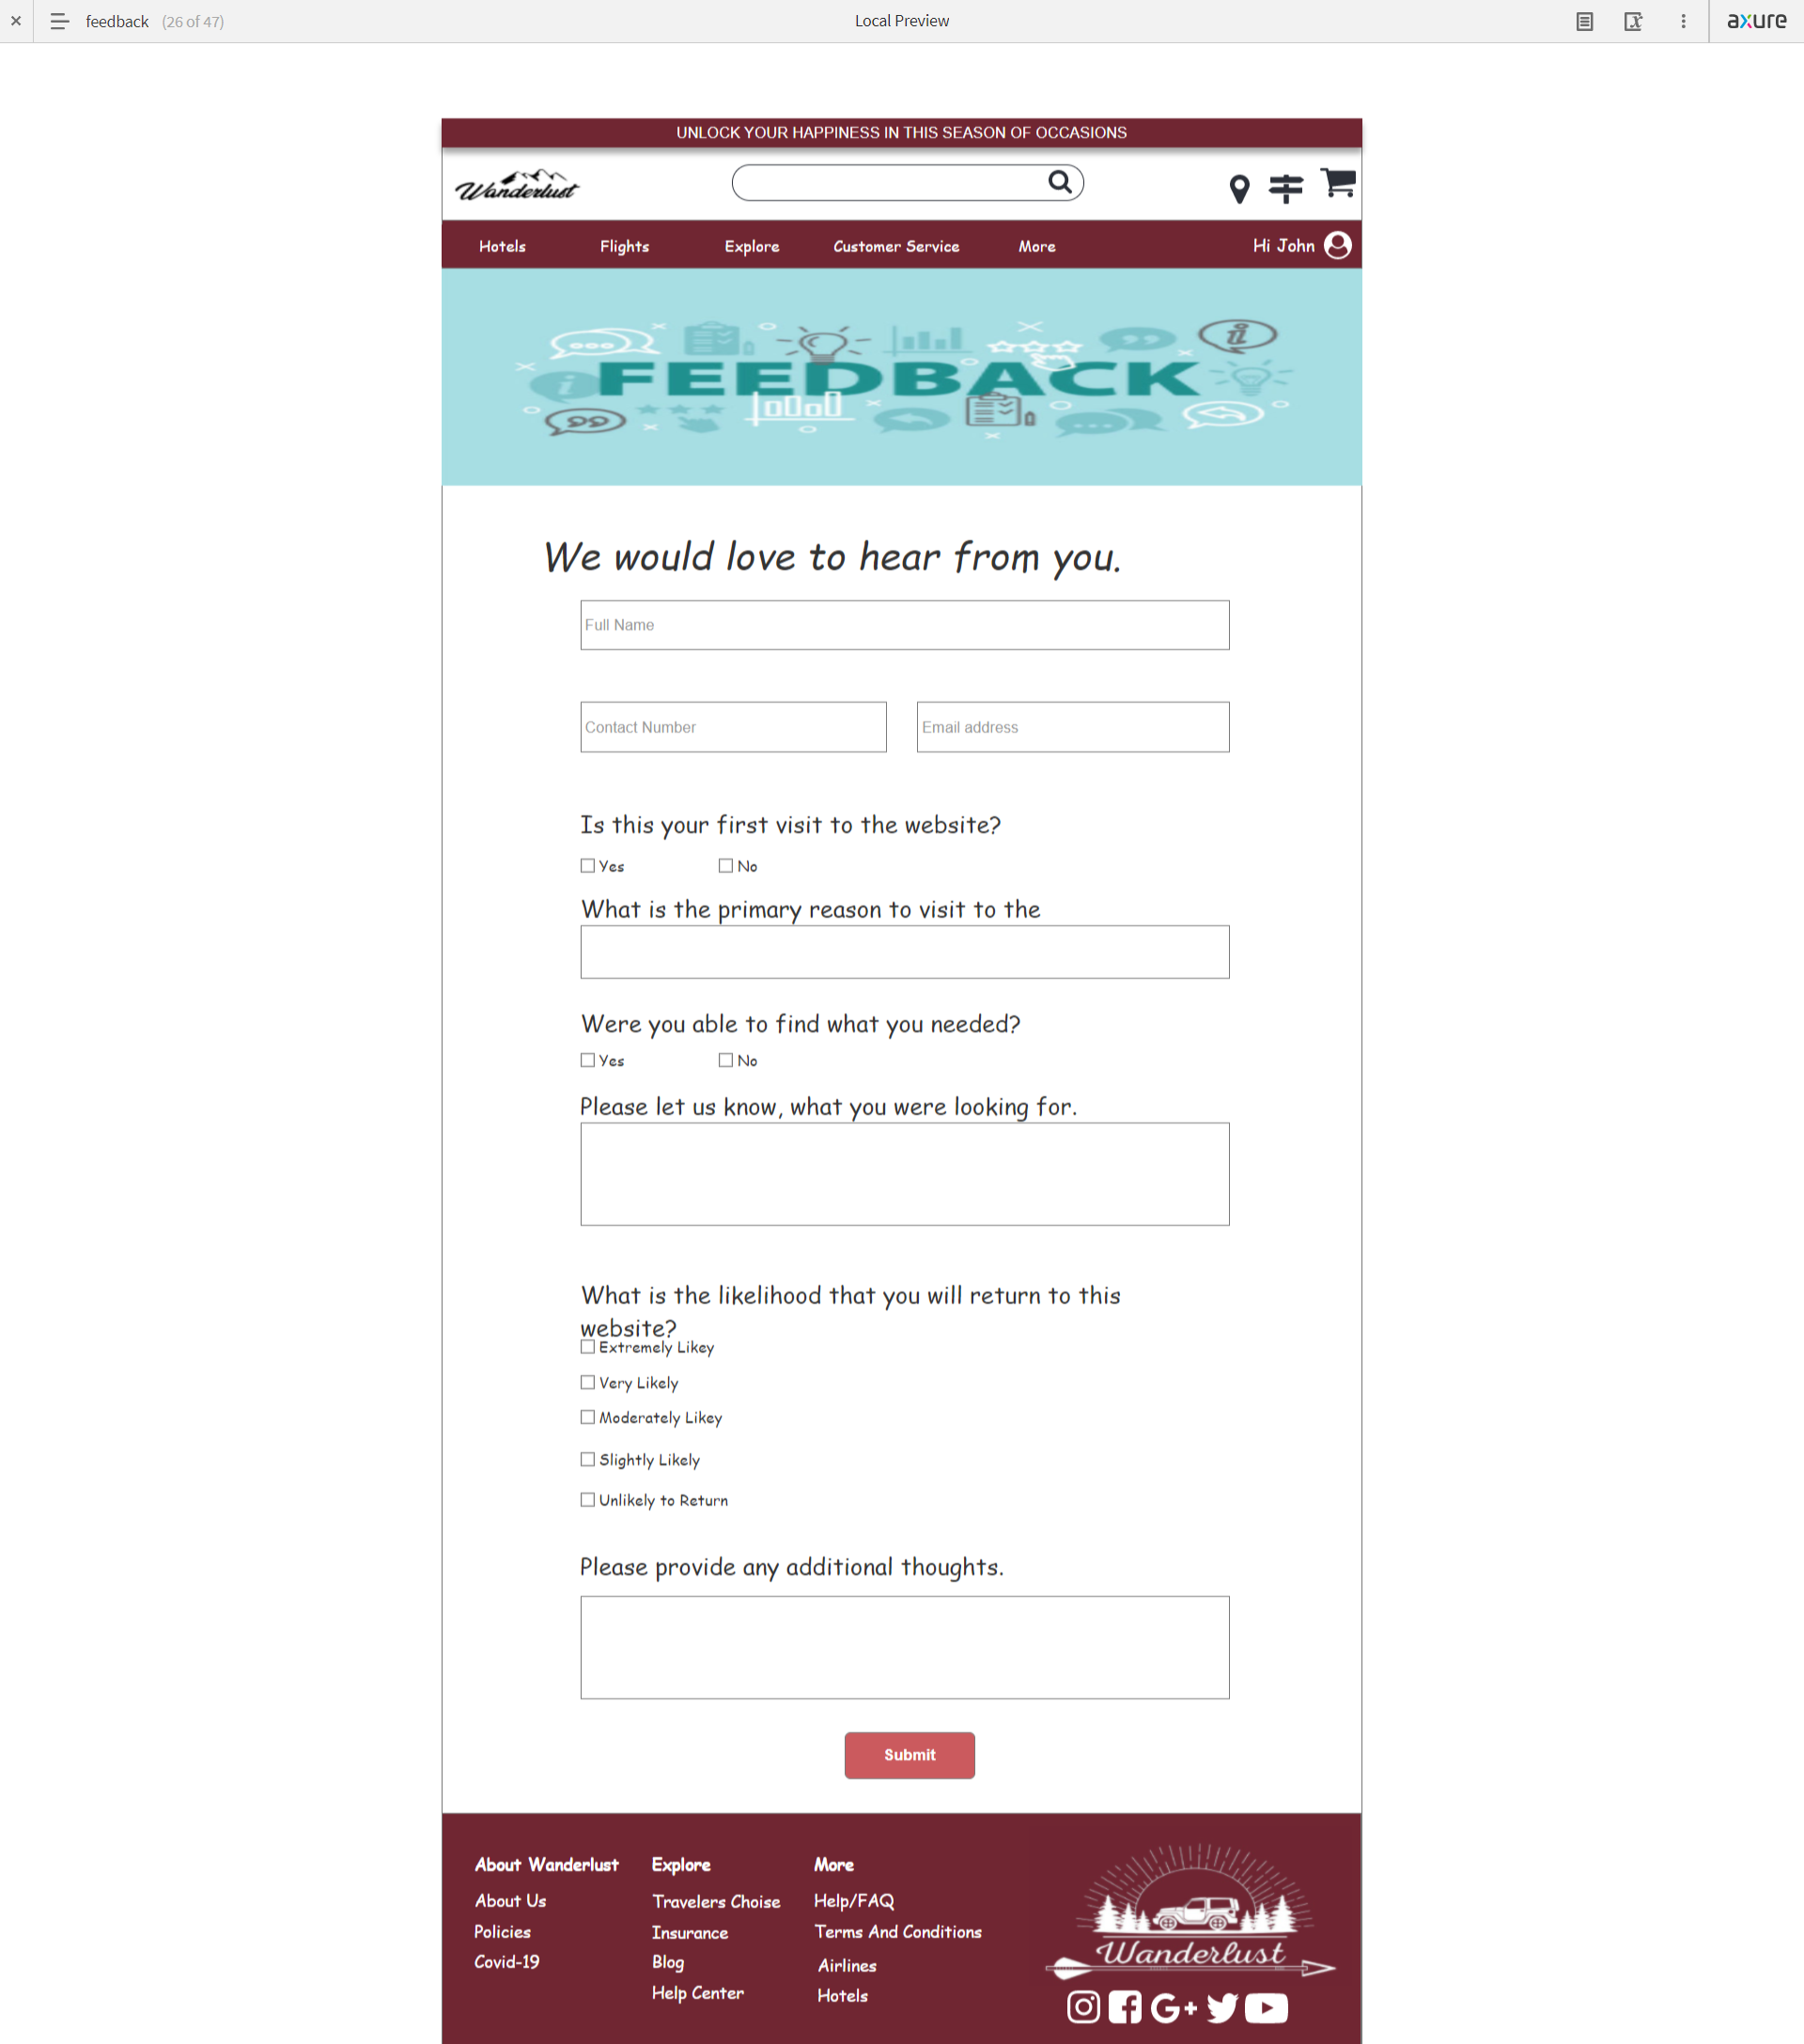 feedback (26 of 47)
Local Preview
axure
UNLOCK YOUR HAPPINESS IN THIS SEASON OF OCCASIONS
Wanderlust
Hotels Flights Explore Customer Service More Hi John
FEEDBACK
We would love to hear from you.
Full Name
Contact Number Email address
Is this your first visit to the website?
Yes No
What is the primary reason to visit to the
Were you able to find what you needed?
Yes No
Please let us know, what you were looking for.
What is the likelihood that you will return to this
website?
Extremely Likey
Very Likely
Moderately Likey
Slightly Likely
Unlikely to Return
Please provide any additional thoughts.
Submit
About Wanderlust Explore More
About Us Travelers Choise Help/FAQ
Policies Insurance Terms And Conditions
Covid-19 Blog Airlines
Help Center Hotels
Wanderlust